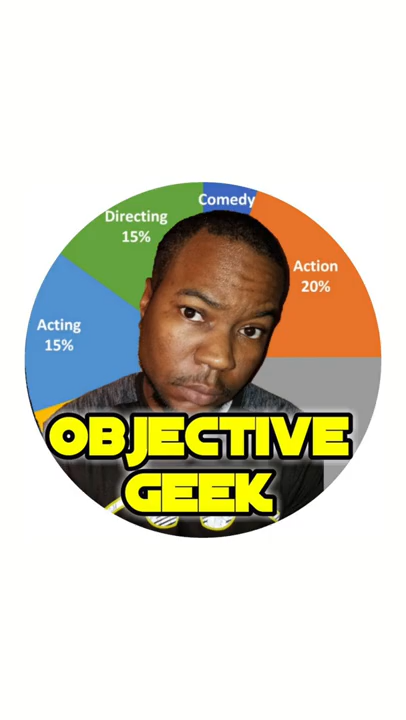 Comedy
Directing
15%
Action
20%
Acting
15%
OBJECTIVE
GEEK